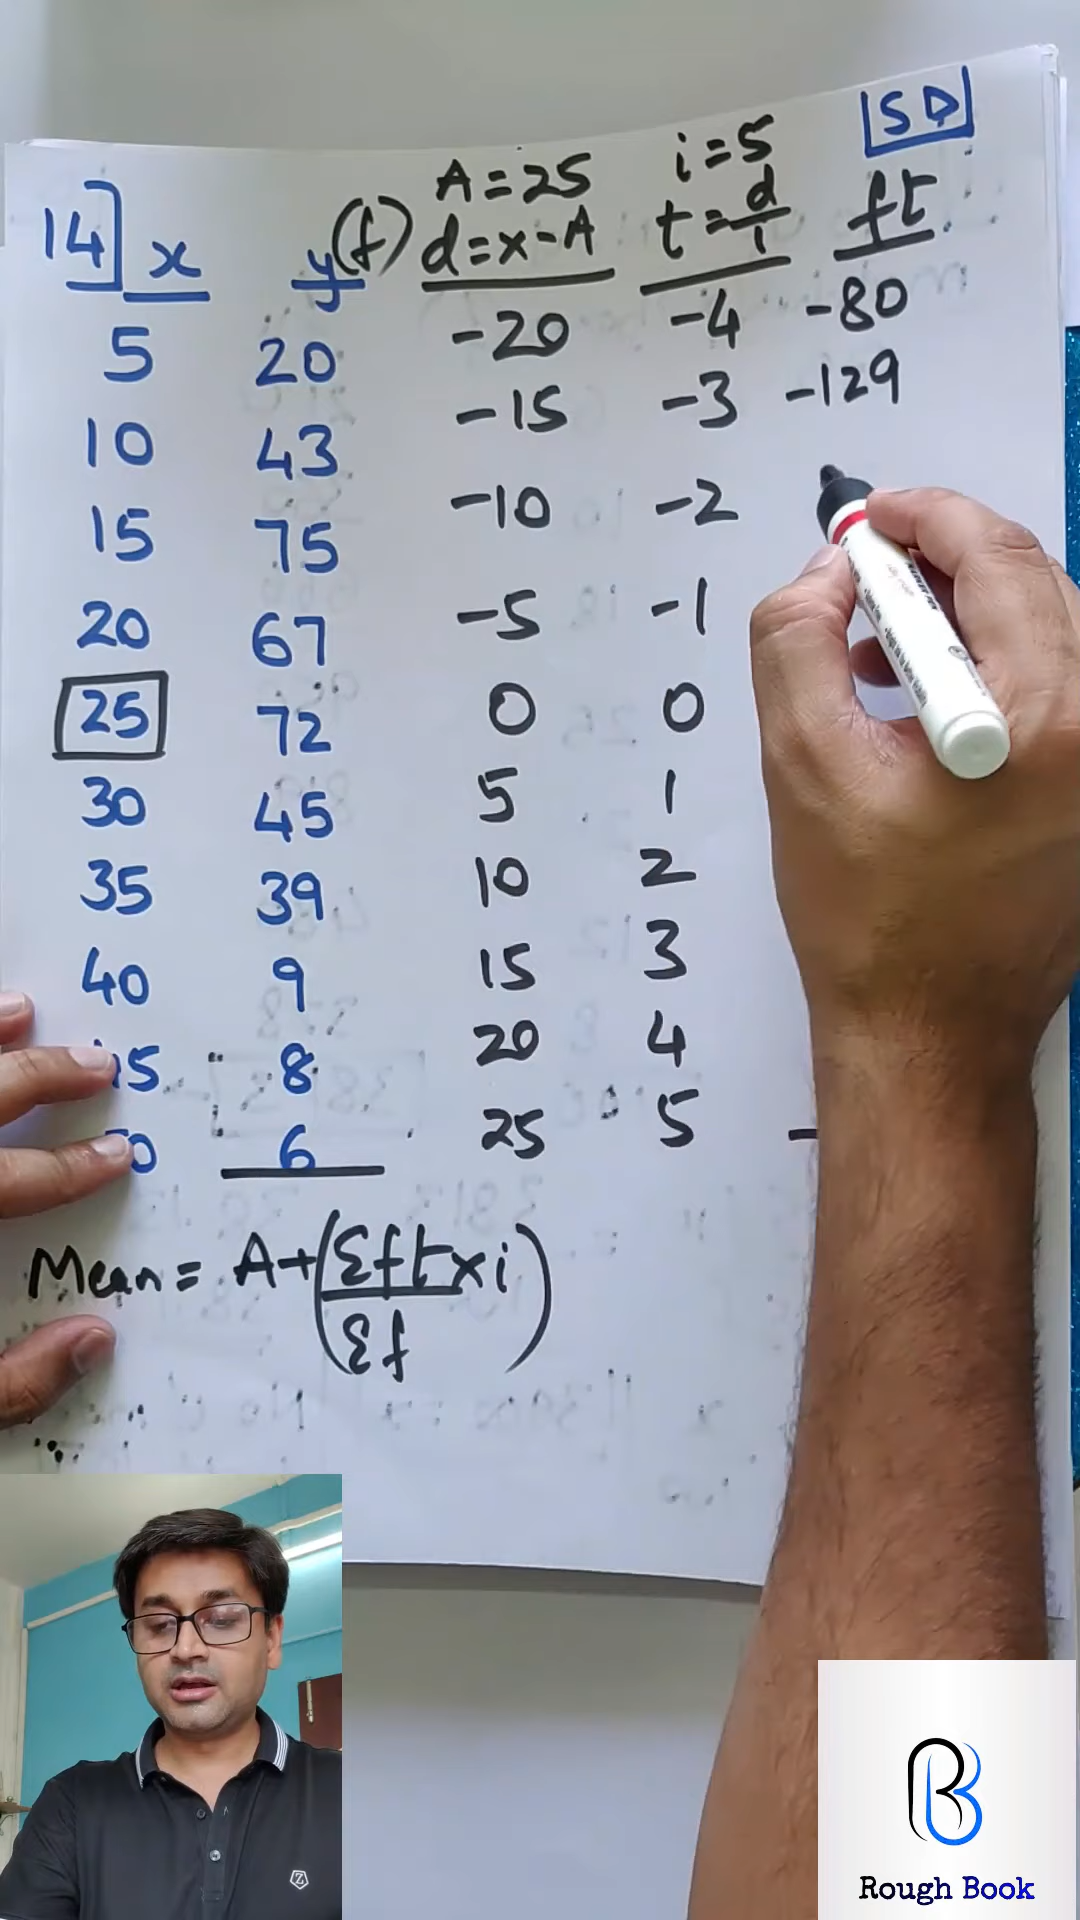 SD
A=25 i=5
14] x y(f) d=x-A t=d/i ft
5 20 -20 -4 -80
10 43 -15 -3 -129
15 75 -10 -2
20 67 -5 -1
25 72 0 0
30 45 5 1
35 39 10 2
40 9 15 3
45 8 20 4
50 6 25 5
Mean = A+(Σft/Σf x i)
Rough Book